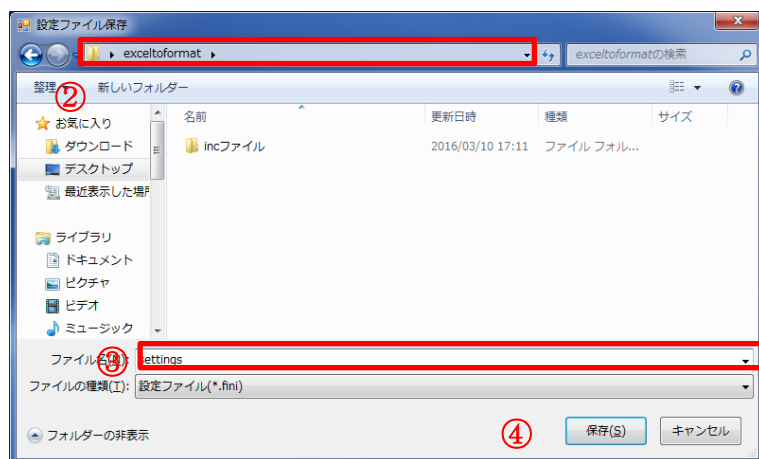 設定ファイル保存
exceltoformat
exceltoformatの検索
整理 新しいフォルダー
②
名前 更新日時 種類 サイズ
お気に入り
ダウンロード
デスクトップ
最近表示した場所
ライブラリ
ドキュメント
ピクチャ
ビデオ
ミュージック
incファイル 2016/03/10 17:11 ファイル フォル...
③
ファイル名(N): settings
ファイルの種類(T): 設定ファイル(*.fini)
フォルダーの非表示
④
保存(S) キャンセル